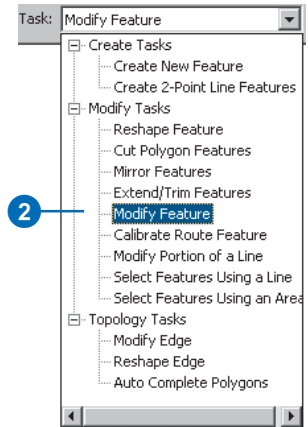 Task: Modify Feature
Create Tasks
Create New Feature
Create 2-Point Line Features
Modify Tasks
Reshape Feature
Cut Polygon Features
Mirror Features
Extend/Trim Features
2 Modify Feature
Calibrate Route Feature
Modify Portion of a Line
Select Features Using a Line
Select Features Using an Area
Topology Tasks
Modify Edge
Reshape Edge
Auto Complete Polygons